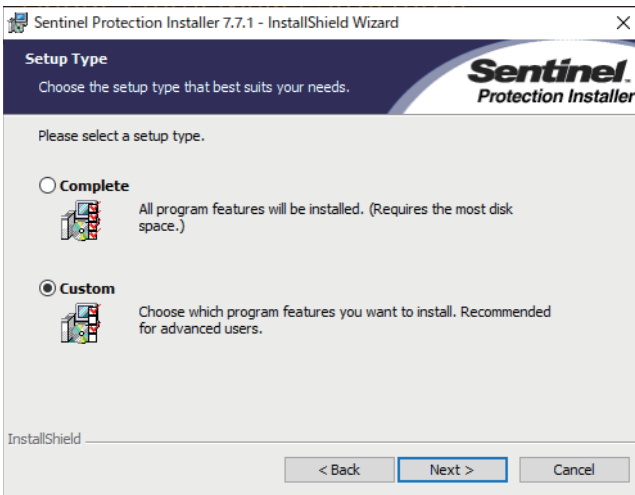 Sentinel Protection Installer 7.7.1 - InstallShield Wizard
Setup Type
Choose the setup type that best suits your needs.
Sentinel.
Protection Installer
Please select a setup type.
Complete
All program features will be installed. (Requires the most disk
space.)
Custom
Choose which program features you want to install. Recommended
for advanced users.
InstallShield
< Back
Next >
Cancel